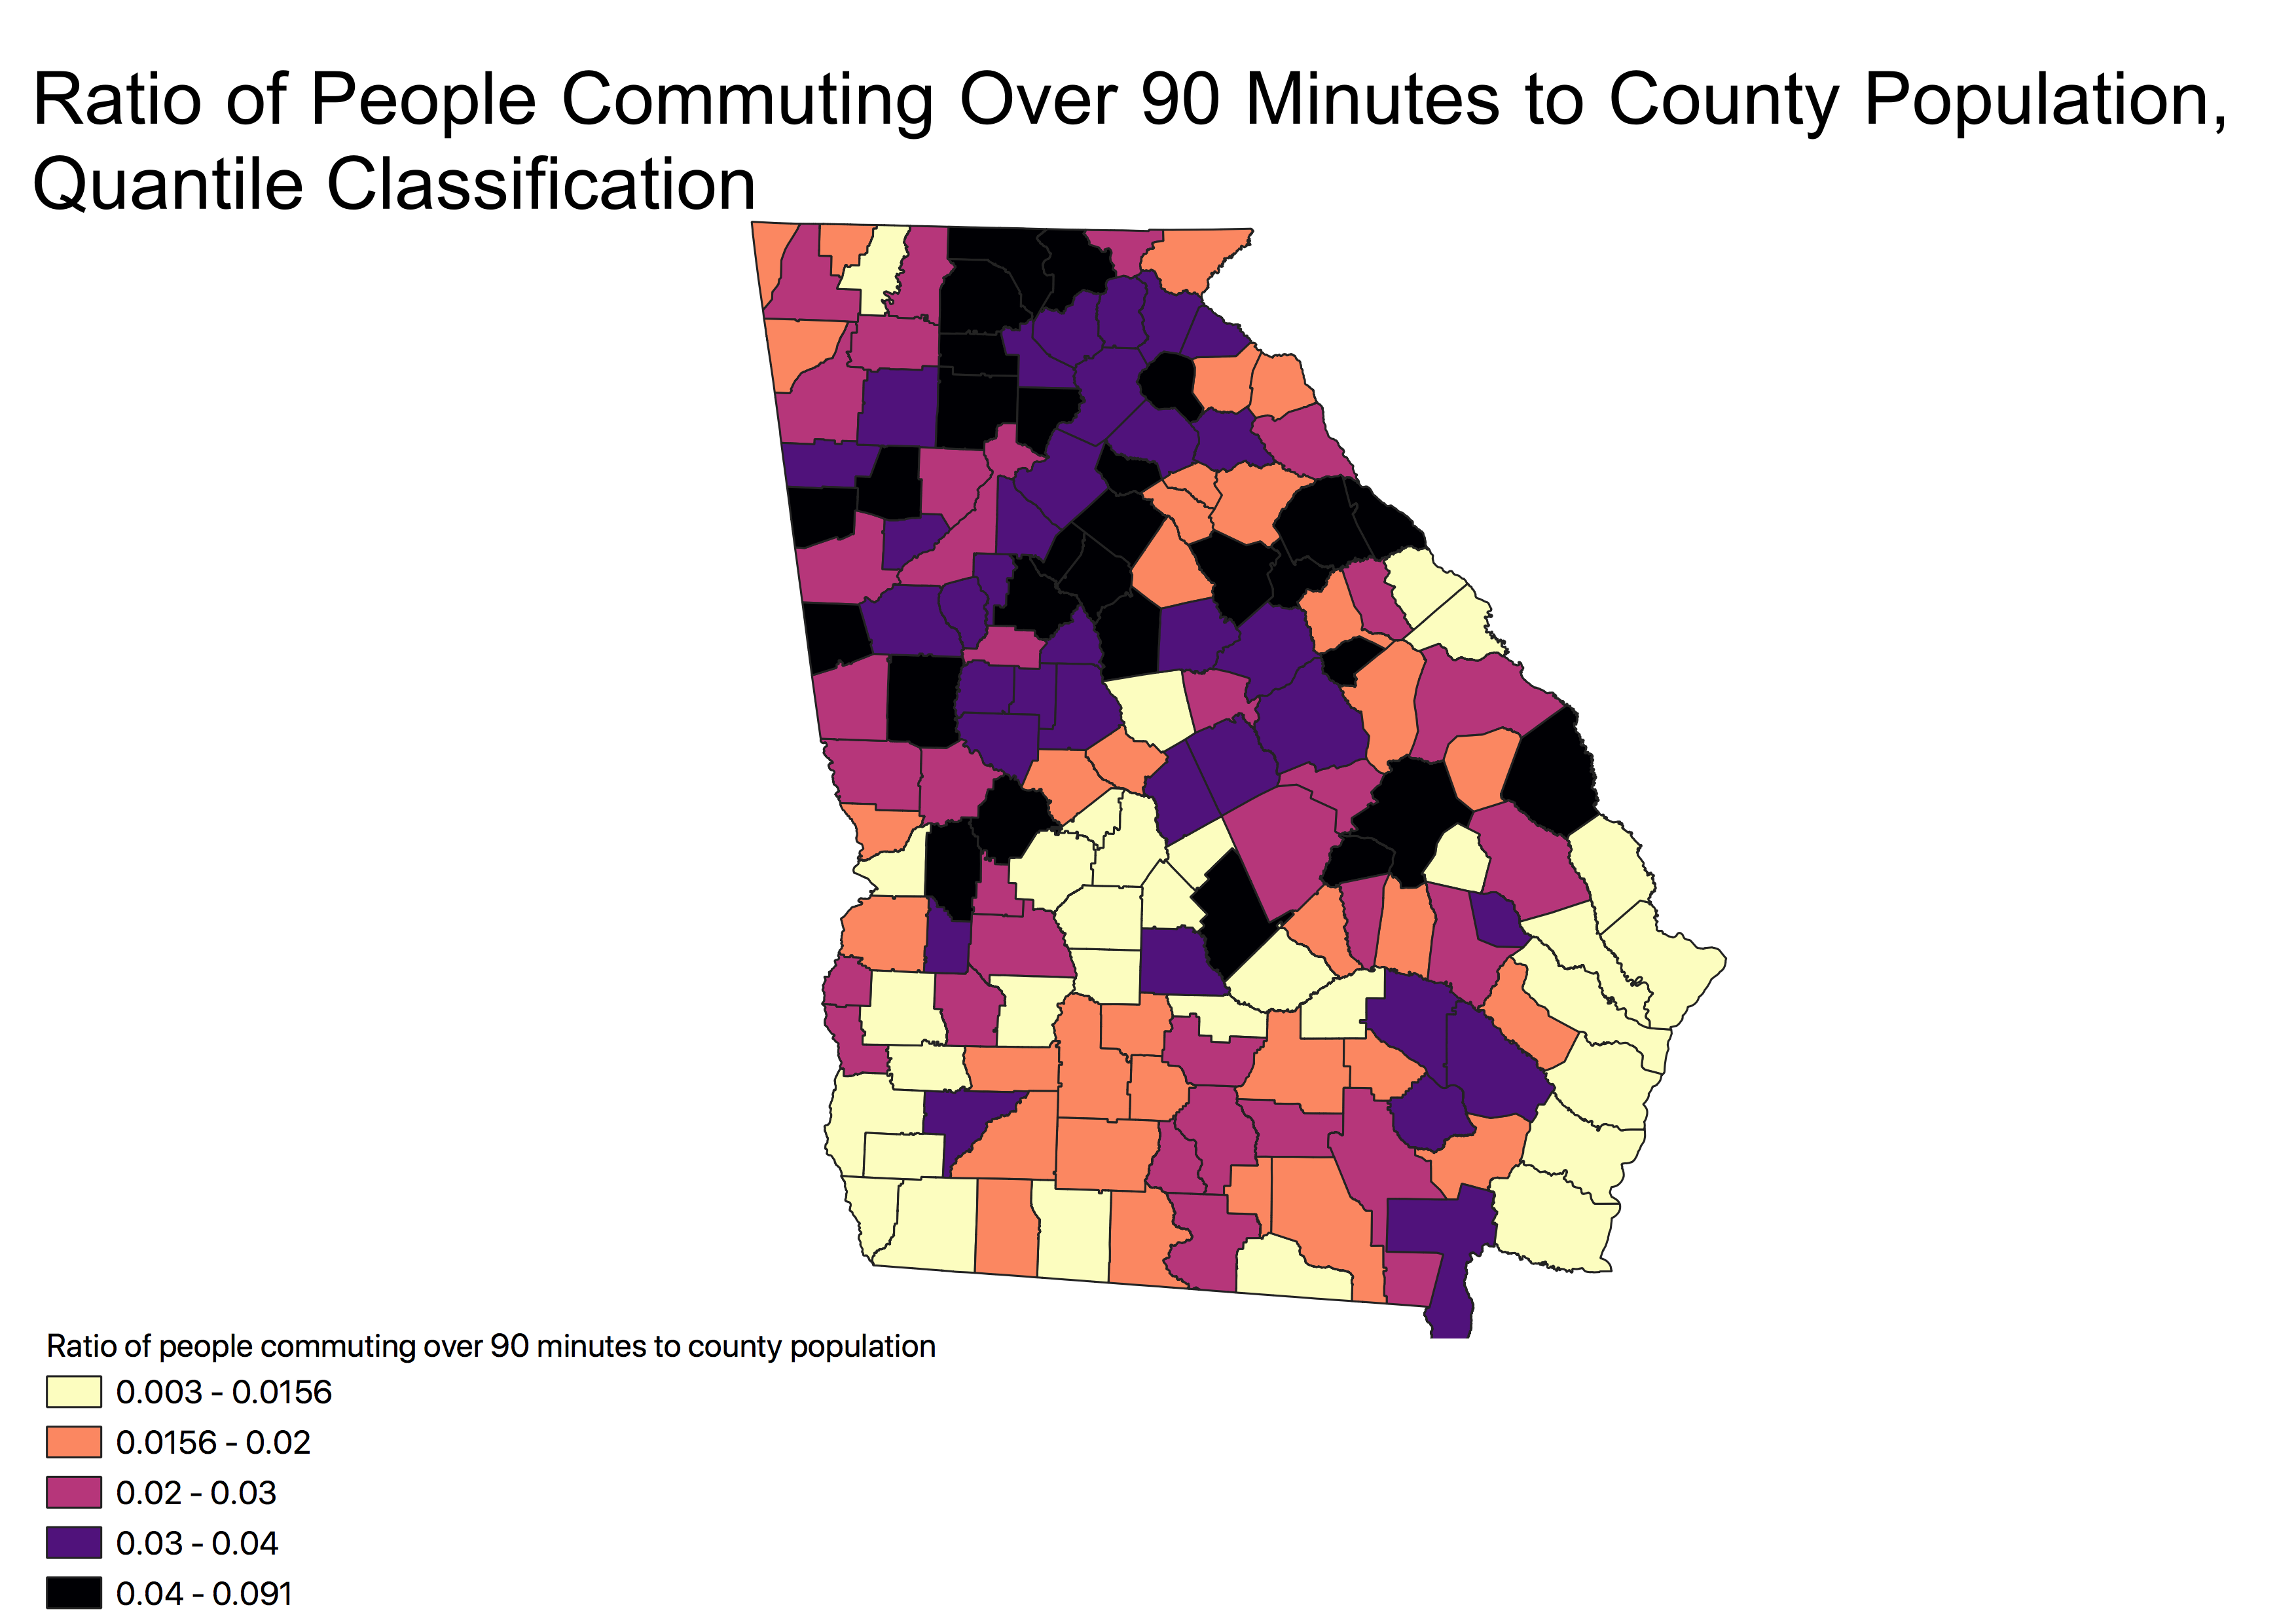 Ratio of People Commuting Over 90 Minutes to County Population,
Quantile Classification
Ratio of people commuting over 90 minutes to county population
0.003 - 0.0156
0.0156 - 0.02
0.02 - 0.03
0.03 - 0.04
0.04 - 0.091